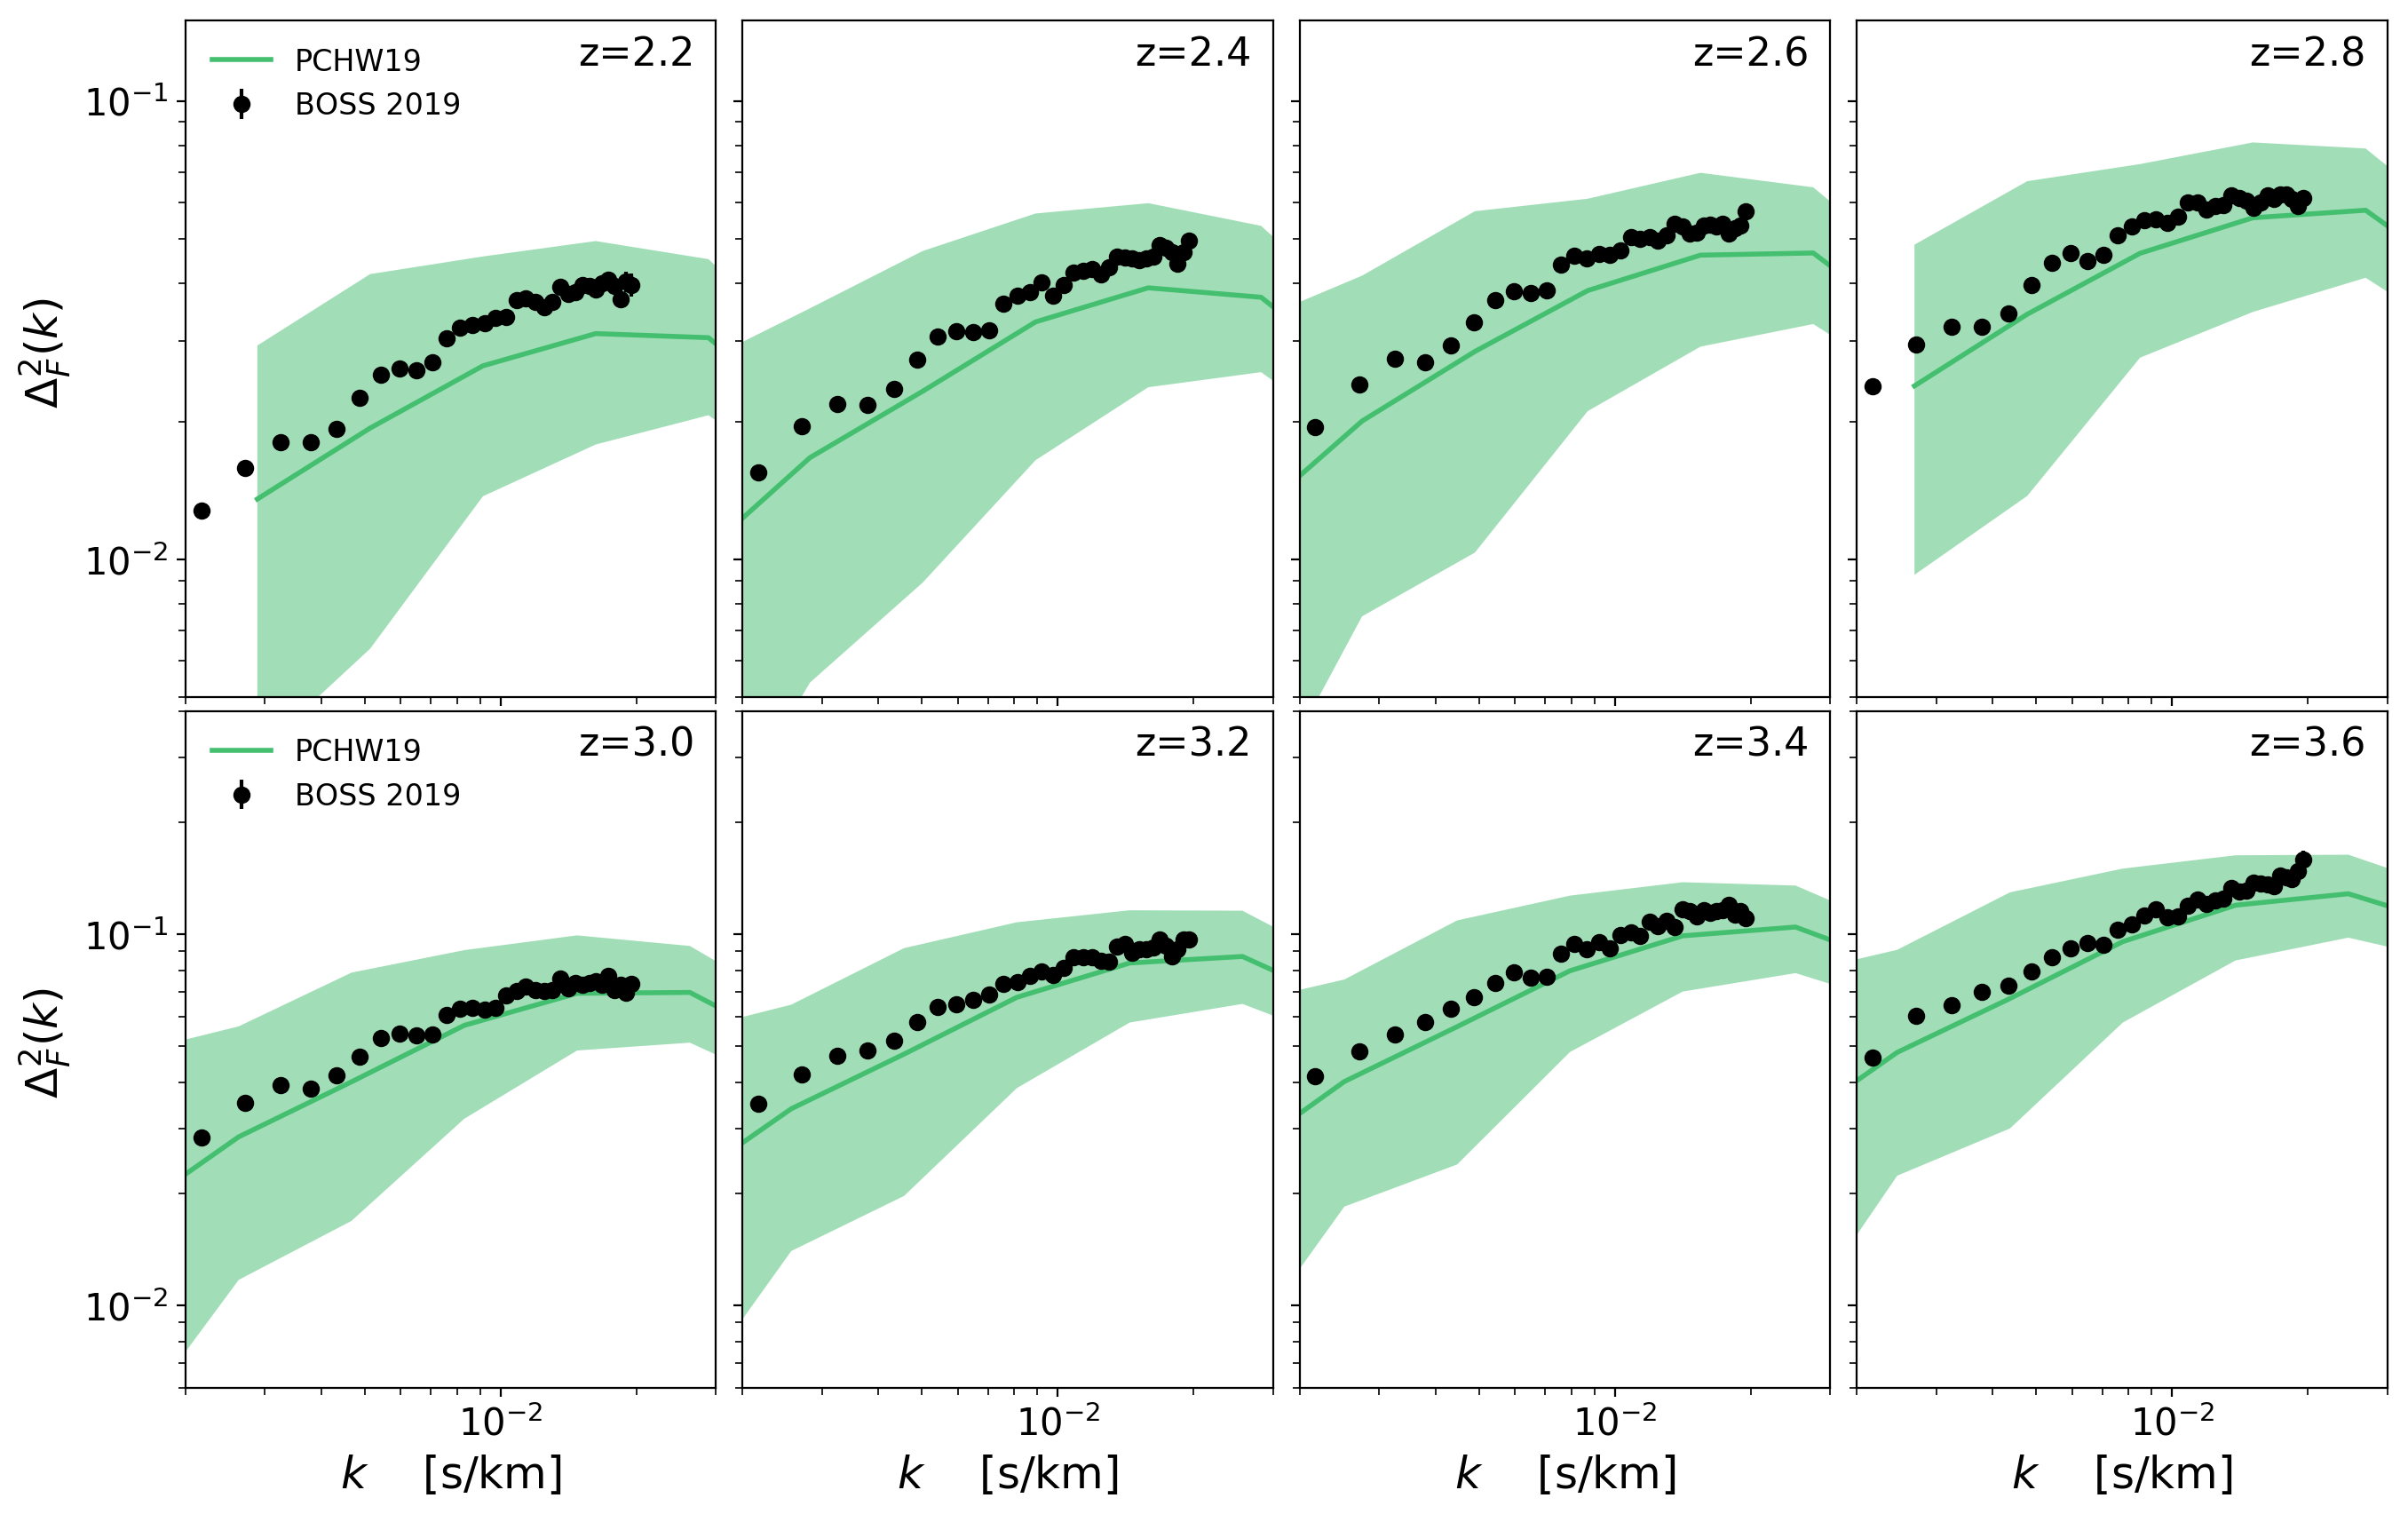 PCHW19
BOSS 2019
z=2.2
z=2.4
z=2.6
z=2.8
10⁻¹
10⁻²
Δ²_F(k)
PCHW19
BOSS 2019
z=3.0
z=3.2
z=3.4
z=3.6
10⁻¹
10⁻²
Δ²_F(k)
10⁻²
10⁻²
10⁻²
10⁻²
k [s/km]
k [s/km]
k [s/km]
k [s/km]